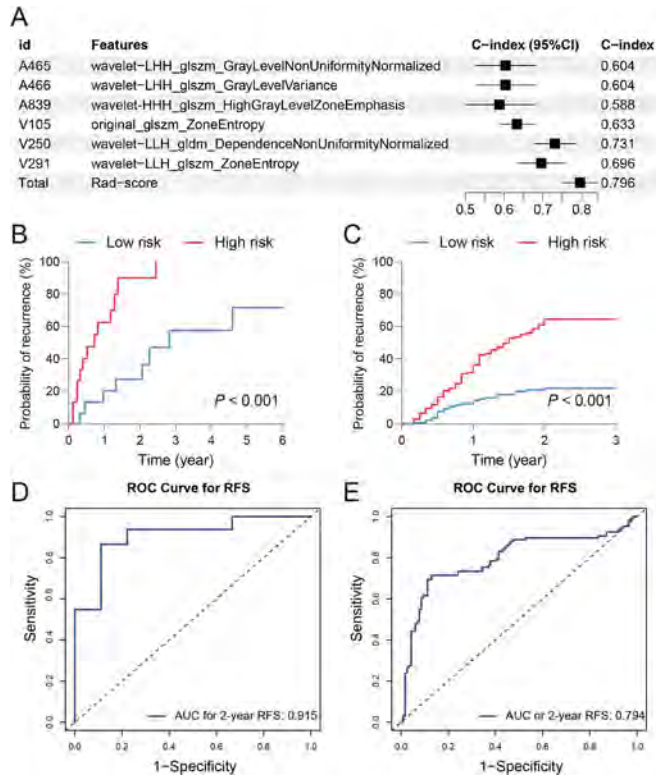 A
id Features C-index (95%CI) C-index
A465 wavelet-LHH_glszm_GrayLevelNonUniformityNormalized 0.604
A466 wavelet-LHH_glszm_GrayLevelVariance 0.604
A839 wavelet-HHH_glszm_HighGrayLevelZoneEmphasis 0.588
V105 original_glszm_ZoneEntropy 0.633
V250 wavelet-LLH_gldm_DependenceNonUniformityNormalized 0.731
V291 wavelet-LLH_glszm_ZoneEntropy 0.696
Total Rad-score 0.796
0.5 0.6 0.7 0.8
B
Low risk High risk
Probability of recurrence (%)
100
80
60
40
20
0
P < 0.001
0 1 2 3 4 5 6
Time (year)
C
Low risk High risk
Probability of recurrence (%)
100
80
60
40
20
0
P < 0.001
0 1 2 3
Time (year)
D
ROC Curve for RFS
Sensitivity
1.0
0.8
0.6
0.4
0.2
0.0
AUC for 2-year RFS: 0.915
0.0 0.2 0.4 0.6 0.8 1.0
1-Specificity
E
ROC Curve for RFS
Sensitivity
1.0
0.8
0.6
0.4
0.2
0.0
AUC or 2-year RFS: 0.794
0.0 0.2 0.4 0.6 0.8 1.0
1-Specificity